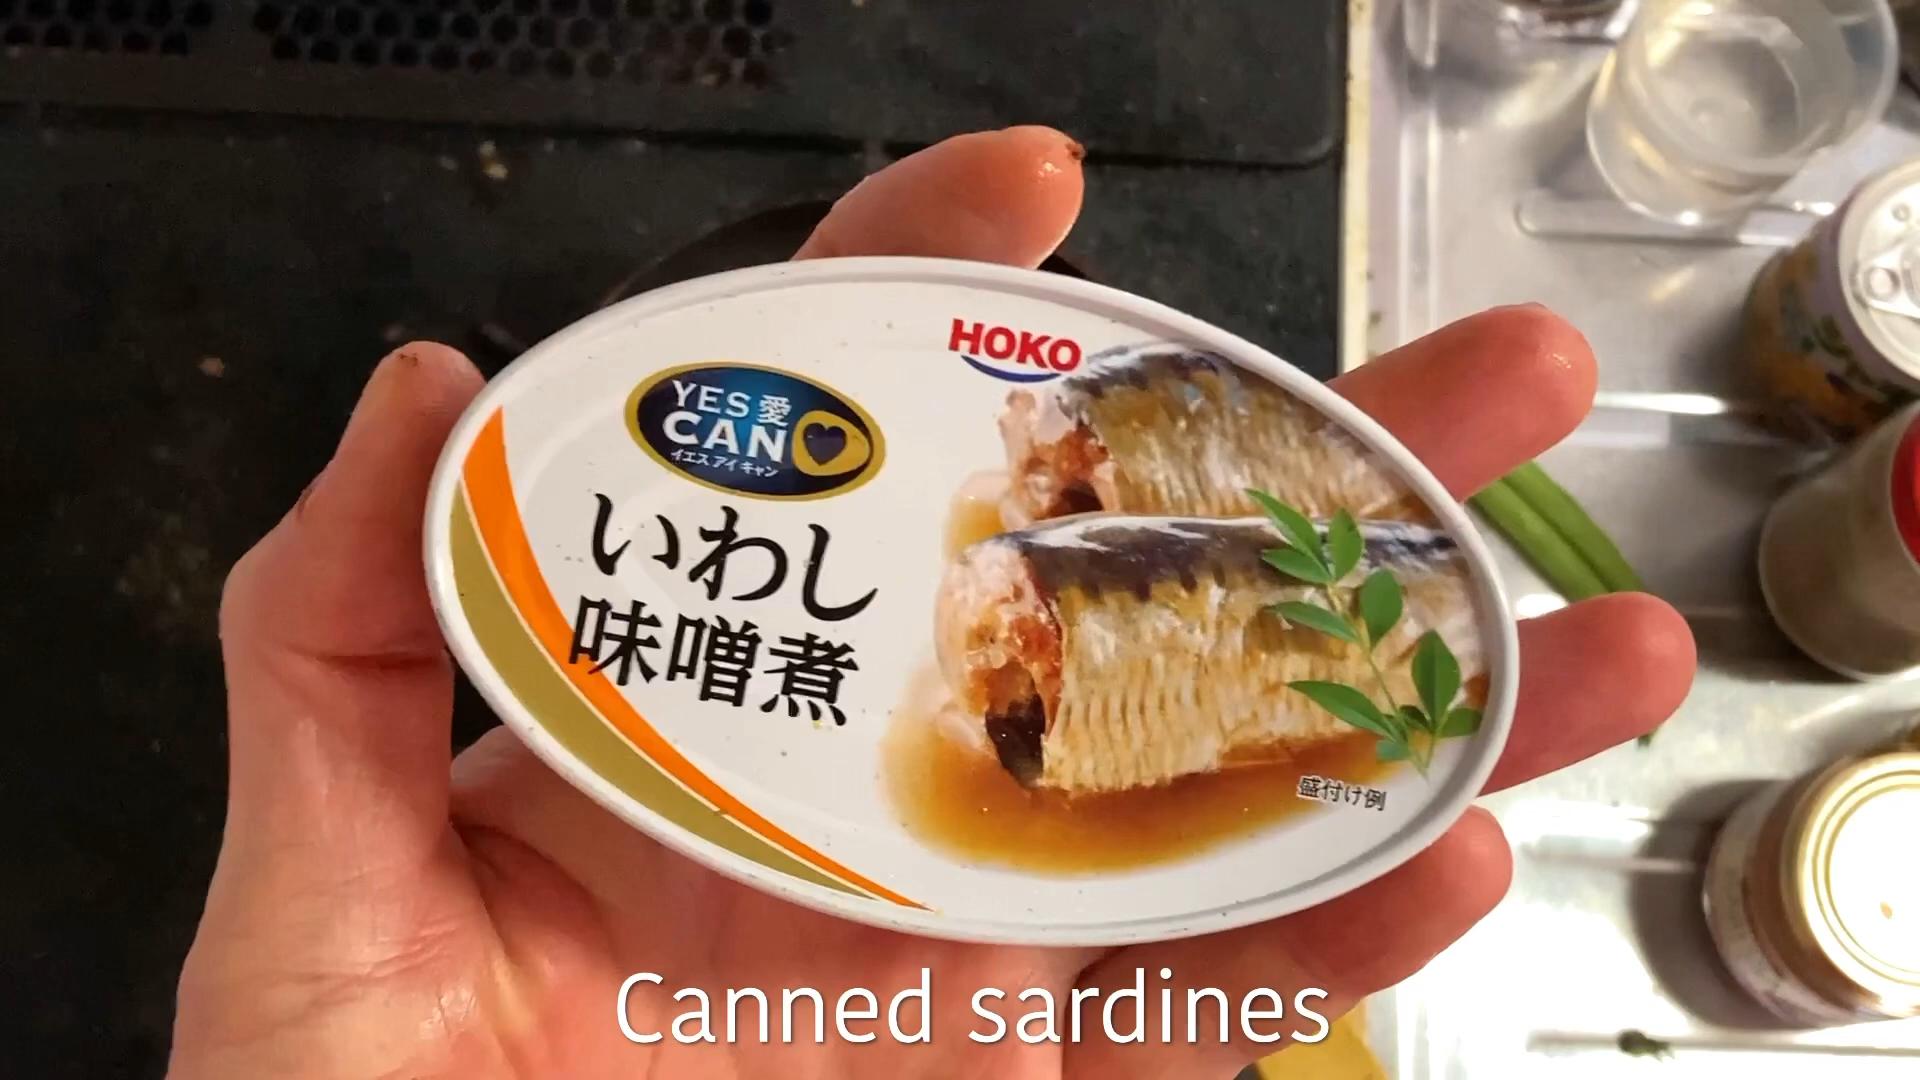 HOKO
YES 愛
CAN
イエス アイ キャン
いわし
味噌煮
盛付け例
Canned sardines